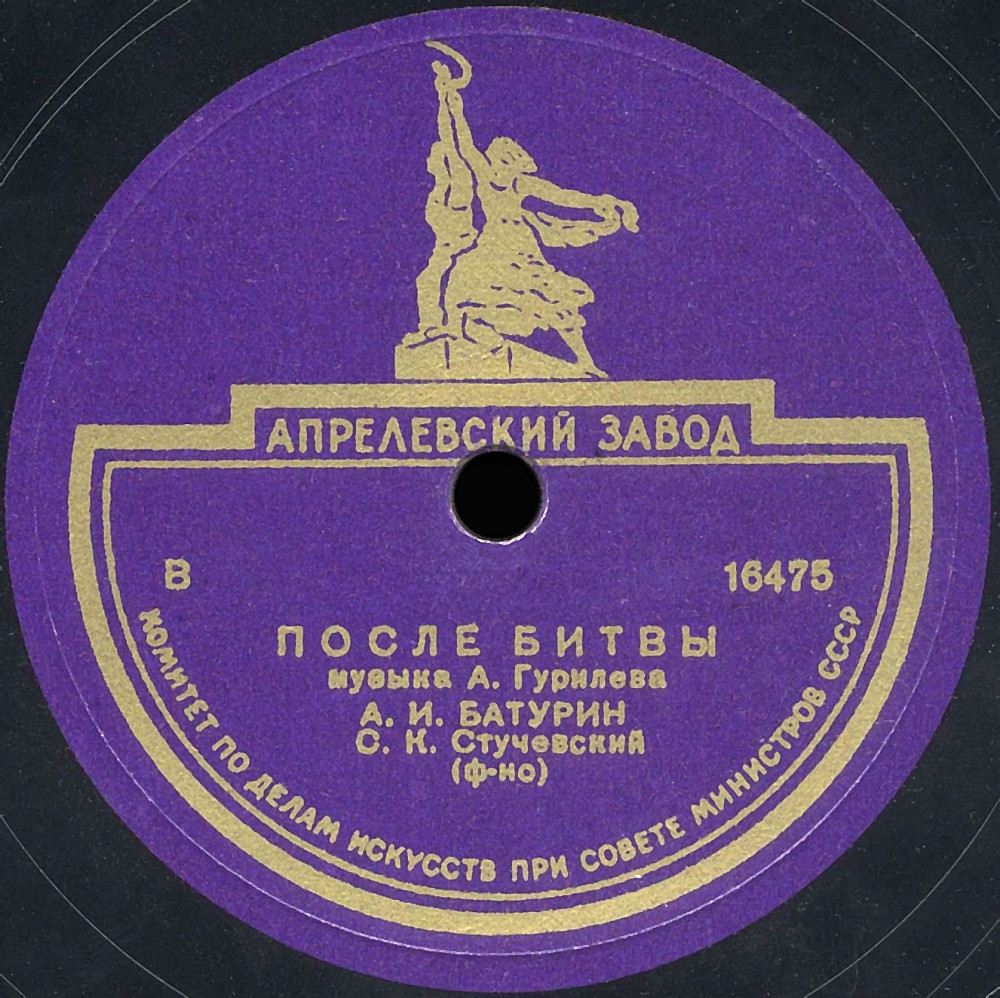 АПРЕЛЕВСКИЙ ЗАВОД
В
16475
ПОСЛЕ БИТВЫ
музыка А. Гурилева
А. И. БАТУРИН
С. К. Стучевский
(ф-но)
КОМИТЕТ ПО ДЕЛАМ ИСКУССТВ ПРИ СОВЕТЕ МИНИСТРОВ СССР